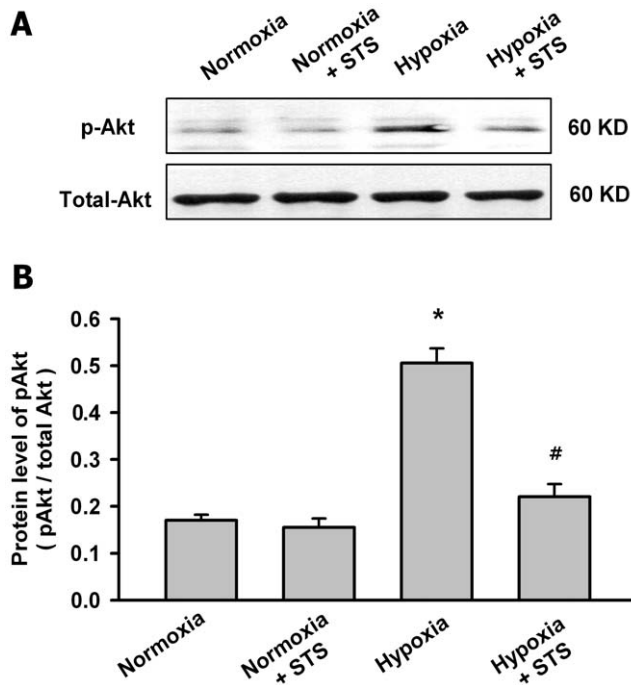 A
Normoxia
Normoxia
+ STS
Hypoxia
Hypoxia
+ STS
p-Akt
60 KD
Total-Akt
60 KD
B
Protein level of pAkt
( pAkt / total Akt )
0.6
0.5
0.4
0.3
0.2
0.1
0.0
*
#
Normoxia
Normoxia
+ STS
Hypoxia
Hypoxia
+ STS